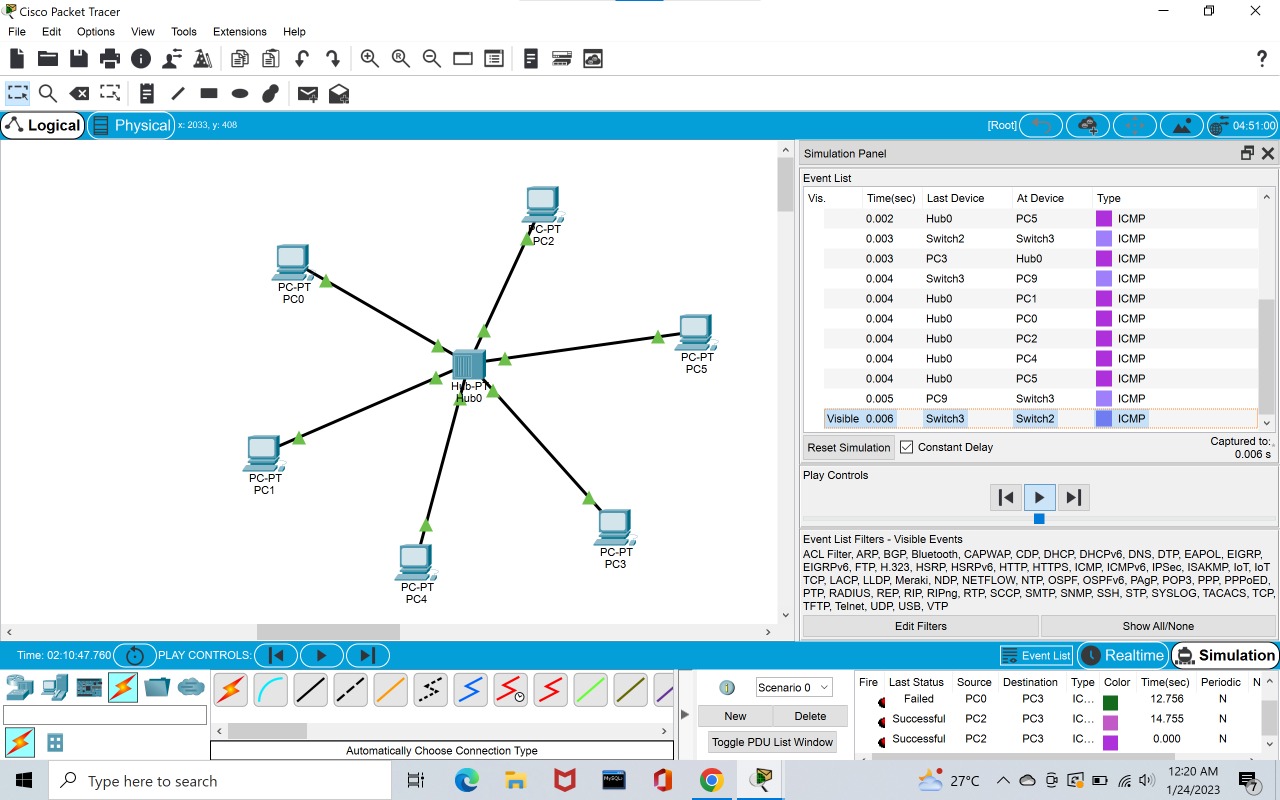 Cisco Packet Tracer
File Edit Options View Tools Extensions Help
?
Logical Physical x: 2033, y: 408 [Root] 04:51:00
PC-PT
PC2
PC-PT
PC0
PC-PT
PC5
Hub-PT
Hub0
PC-PT
PC1
PC-PT
PC3
PC-PT
PC4
Simulation Panel
Event List
Vis. Time(sec) Last Device At Device Type
0.002 Hub0 PC5 ICMP
0.003 Switch2 Switch3 ICMP
0.003 PC3 Hub0 ICMP
0.004 Switch3 PC9 ICMP
0.004 Hub0 PC1 ICMP
0.004 Hub0 PC0 ICMP
0.004 Hub0 PC2 ICMP
0.004 Hub0 PC4 ICMP
0.004 Hub0 PC5 ICMP
0.005 PC9 Switch3 ICMP
Visible 0.006 Switch3 Switch2 ICMP
Reset Simulation Constant Delay Captured to:
0.006 s
Play Controls
Event List Filters - Visible Events
ACL Filter, ARP, BGP, Bluetooth, CAPWAP, CDP, DHCP, DHCPv6, DNS, DTP, EAPOL, EIGRP,
EIGRPv6, FTP, H.323, HSRP, HSRPv6, HTTP, HTTPS, ICMP, ICMPv6, IPSec, ISAKMP, IoT, IoT
TCP, LACP, LLDP, Meraki, NDP, NETFLOW, NTP, OSPF, OSPFv6, PAgP, POP3, PPP, PPPoED,
PTP, RADIUS, REP, RIP, RIPng, RTP, SCCP, SMTP, SNMP, SSH, STP, SYSLOG, TACACS, TCP,
TFTP, Telnet, UDP, USB, VTP
Edit Filters Show All/None
Time: 02:10:47.760 PLAY CONTROLS: Event List Realtime Simulation
Automatically Choose Connection Type
Scenario 0
New Delete
Toggle PDU List Window
Fire Last Status Source Destination Type Color Time(sec) Periodic N
Failed PC0 PC3 IC... 12.756 N
Successful PC2 PC3 IC... 14.755 N
Successful PC2 PC3 IC... 0.000 N
Type here to search
MySQL
27°C
12:20 AM
1/24/2023
7